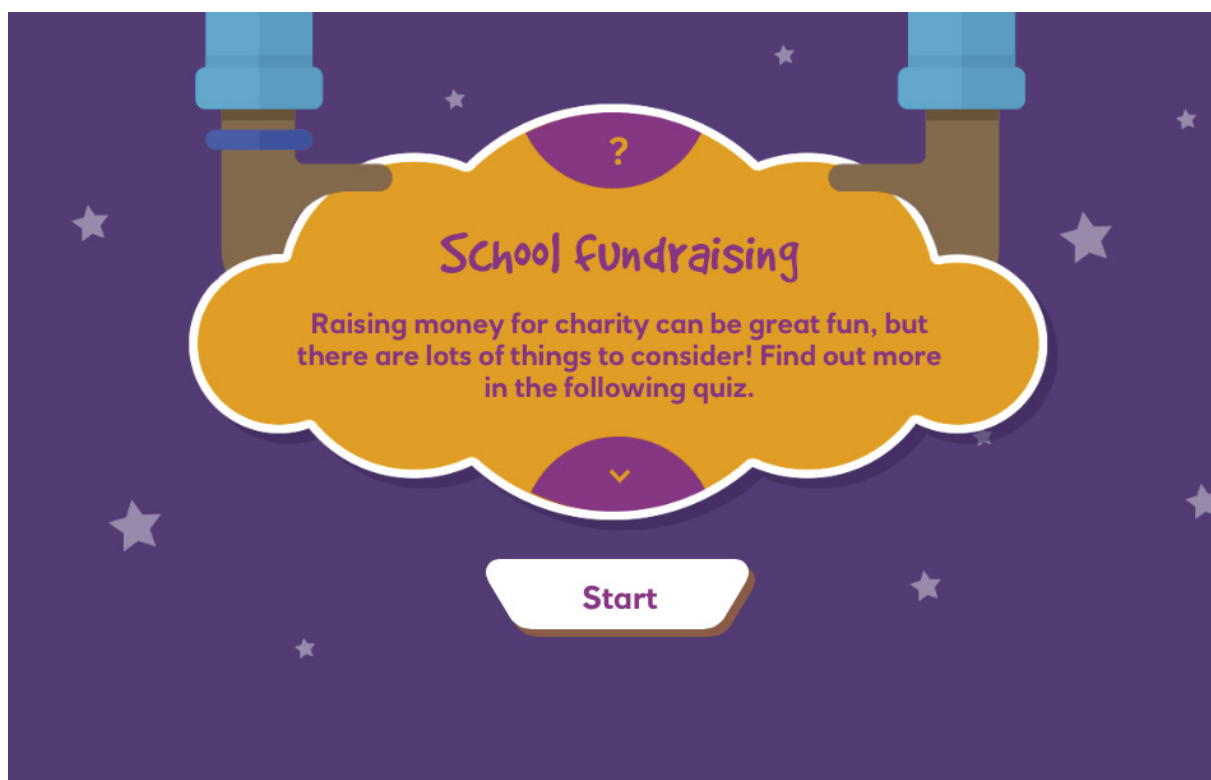 ?
School fundraising
Raising money for charity can be great fun, but
there are lots of things to consider! Find out more
in the following quiz.
Start